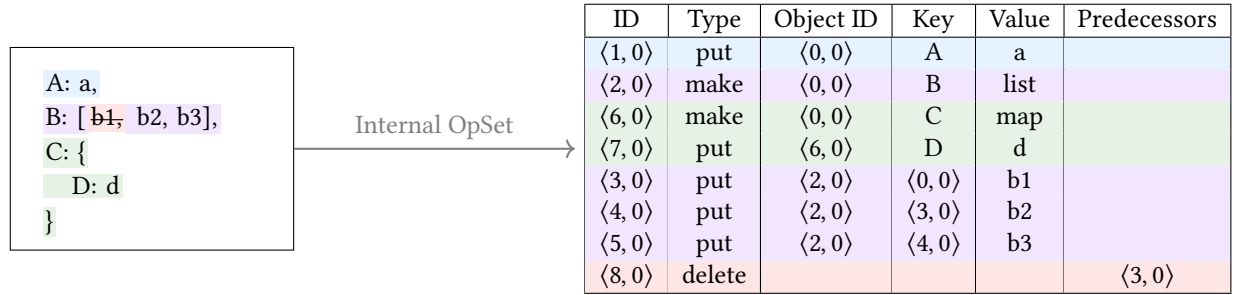 A: a,
B: [ b1, b2, b3],
C: {
D: d
}
Internal OpSet
ID Type Object ID Key Value Predecessors
⟨1, 0⟩ put ⟨0, 0⟩ A a
⟨2, 0⟩ make ⟨0, 0⟩ B list
⟨6, 0⟩ make ⟨0, 0⟩ C map
⟨7, 0⟩ put ⟨6, 0⟩ D d
⟨3, 0⟩ put ⟨2, 0⟩ ⟨0, 0⟩ b1
⟨4, 0⟩ put ⟨2, 0⟩ ⟨3, 0⟩ b2
⟨5, 0⟩ put ⟨2, 0⟩ ⟨4, 0⟩ b3
⟨8, 0⟩ delete ⟨3, 0⟩